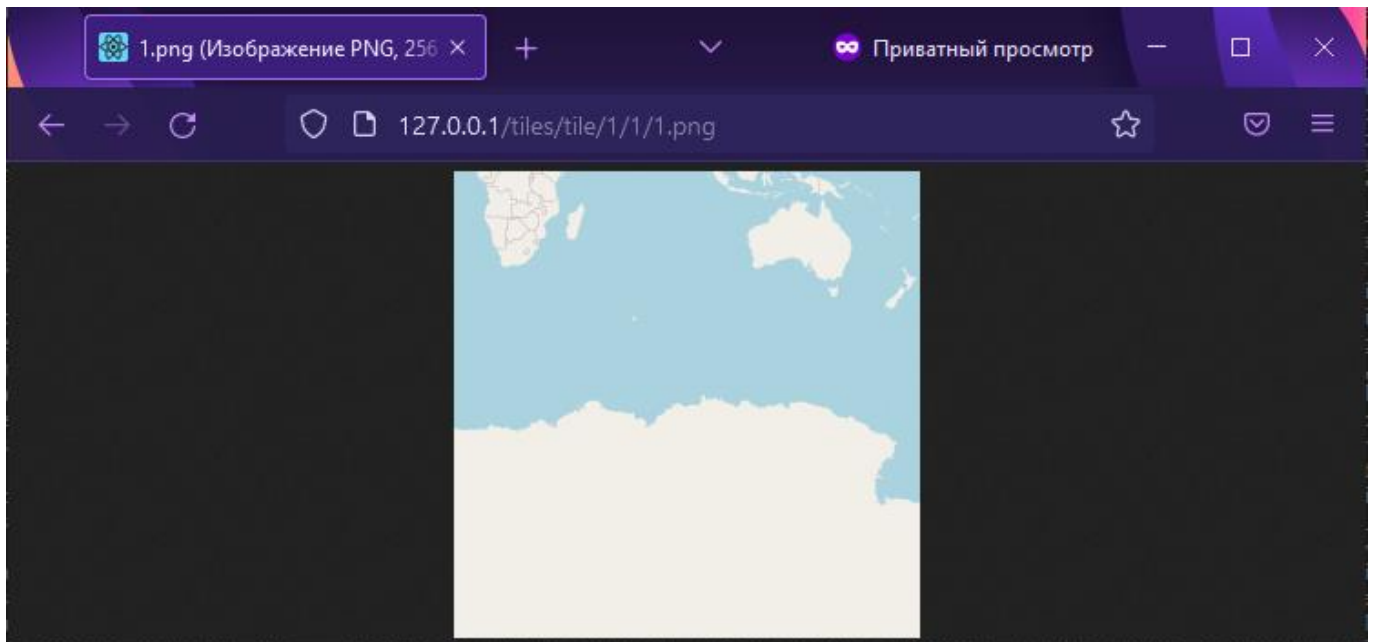 1.png (Изображение PNG, 256
Приватный просмотр
127.0.0.1/tiles/tile/1/1/1.png